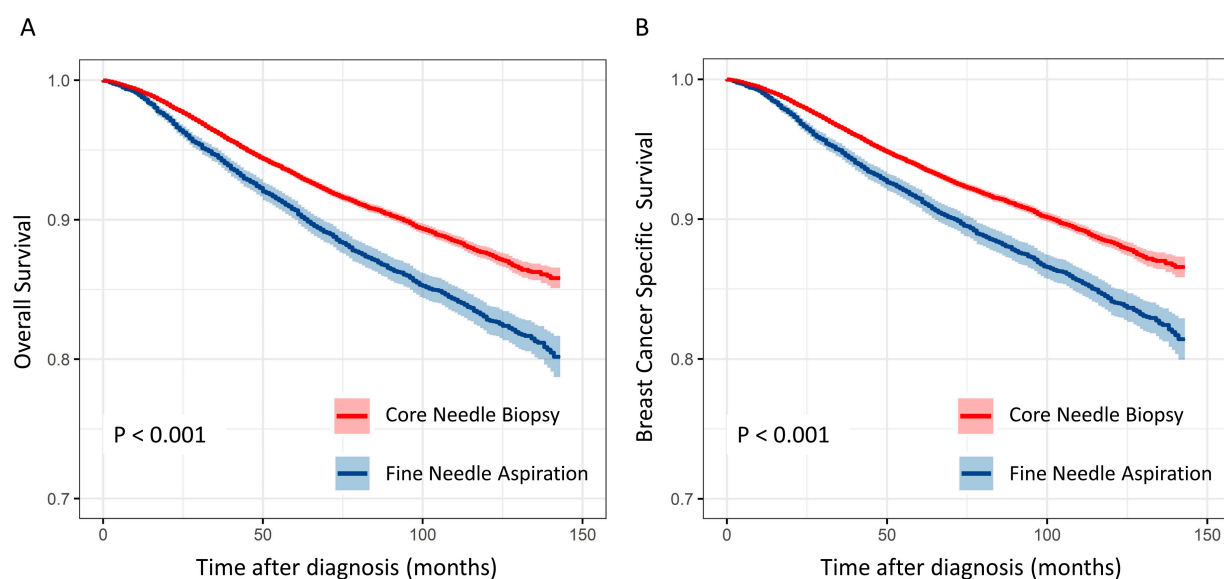 A
Overall Survival
1.0
0.9
0.8
0.7
P < 0.001
Core Needle Biopsy
Fine Needle Aspiration
0
50
100
150
Time after diagnosis (months)
B
Breast Cancer Specific Survival
1.0
0.9
0.8
0.7
P < 0.001
Core Needle Biopsy
Fine Needle Aspiration
0
50
100
150
Time after diagnosis (months)